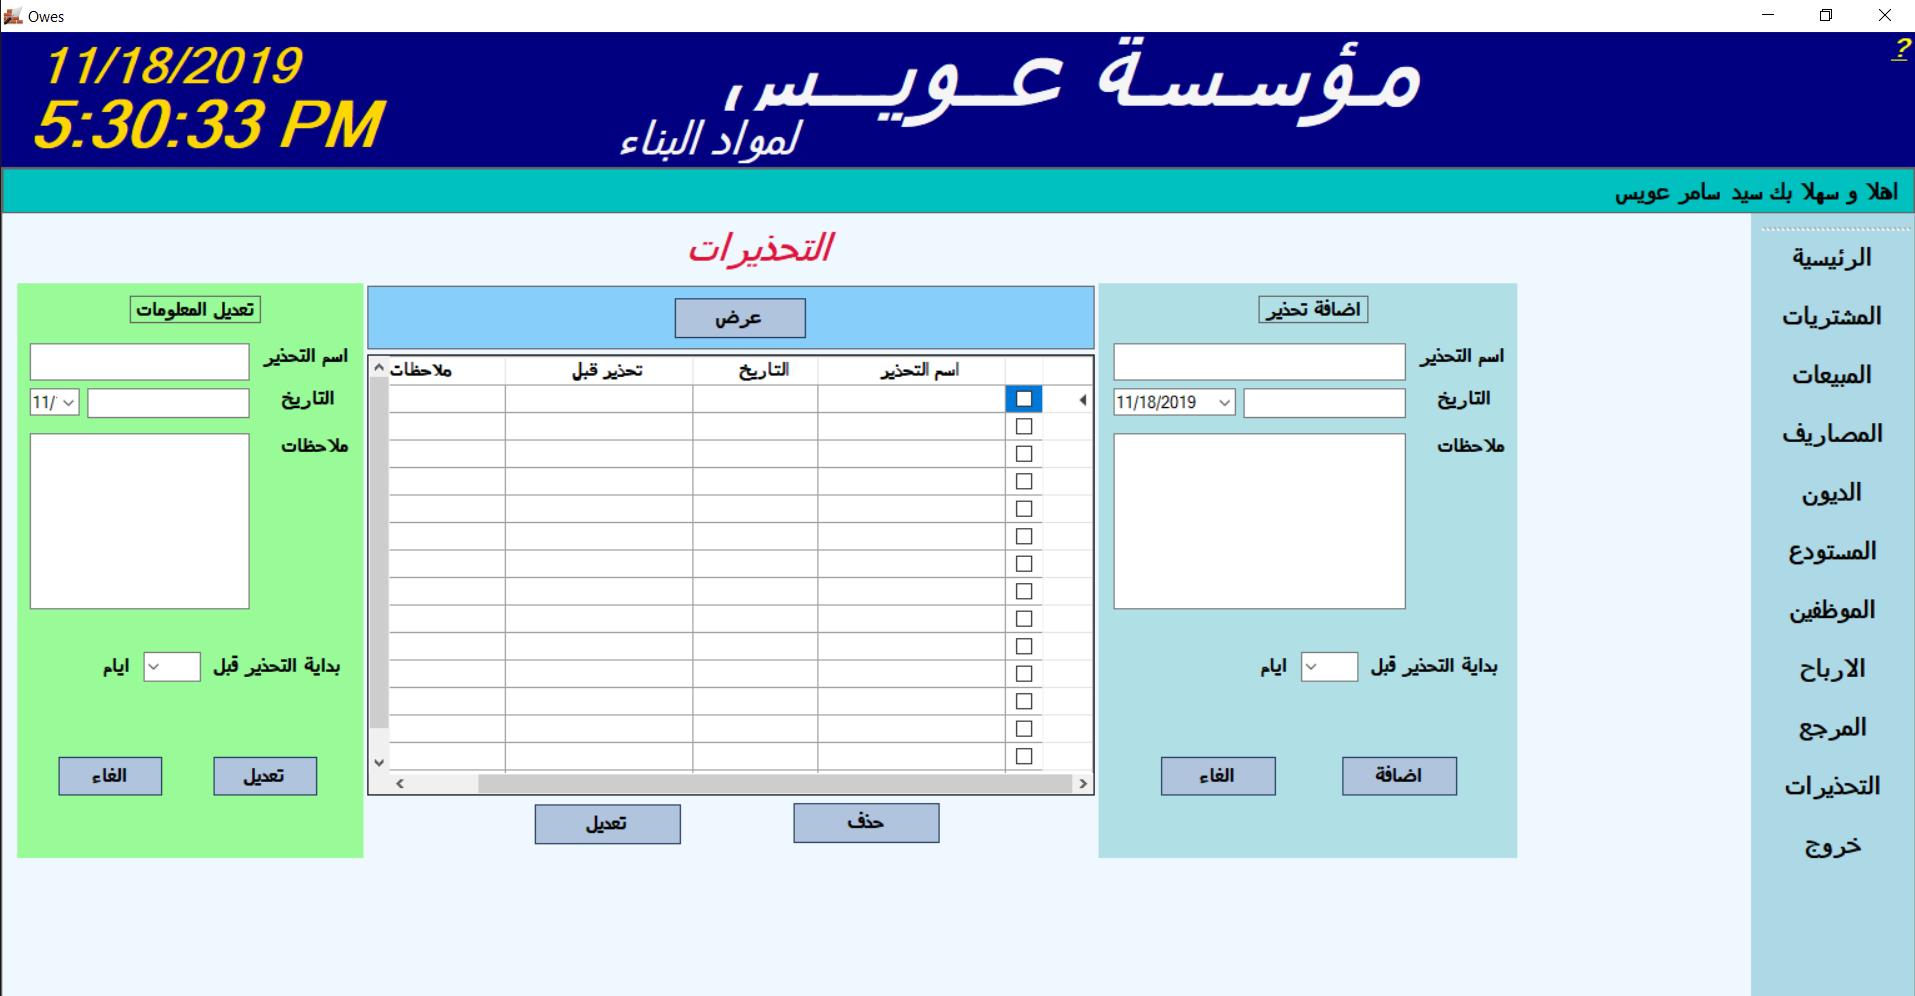 Owes
11/18/2019
5:30:33 PM
مؤسسة عويس
لمواد البناء
?
اهلا و سهلا بك سيد سامر عويس
الرئيسية
المشتريات
المبيعات
المصاريف
الديون
المستودع
الموظفين
الارباح
المرجع
التحذيرات
خروج
التحذيرات
اضافة تحذير
اسم التحذير
التاريخ
11/18/2019
ملاحظات
بداية التحذير قبل
ايام
اضافة
الغاء
عرض
اسم التحذير
التاريخ
تحذير قبل
ملاحظات
حذف
تعديل
تعديل المعلومات
اسم التحذير
التاريخ
11/
ملاحظات
بداية التحذير قبل
ايام
تعديل
الغاء